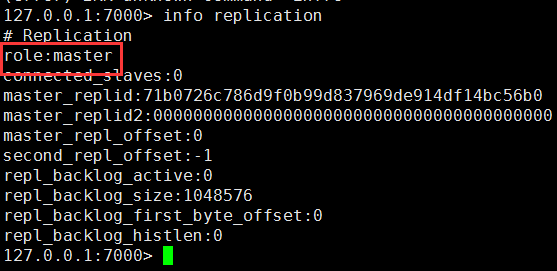 127.0.0.1:7000> info replication
# Replication
role:master
connected_slaves:0
master_replid:71b0726c786d9f0b99d837969de914df14bc56b0
master_replid2:0000000000000000000000000000000000000000
master_repl_offset:0
second_repl_offset:-1
repl_backlog_active:0
repl_backlog_size:1048576
repl_backlog_first_byte_offset:0
repl_backlog_histlen:0
127.0.0.1:7000>